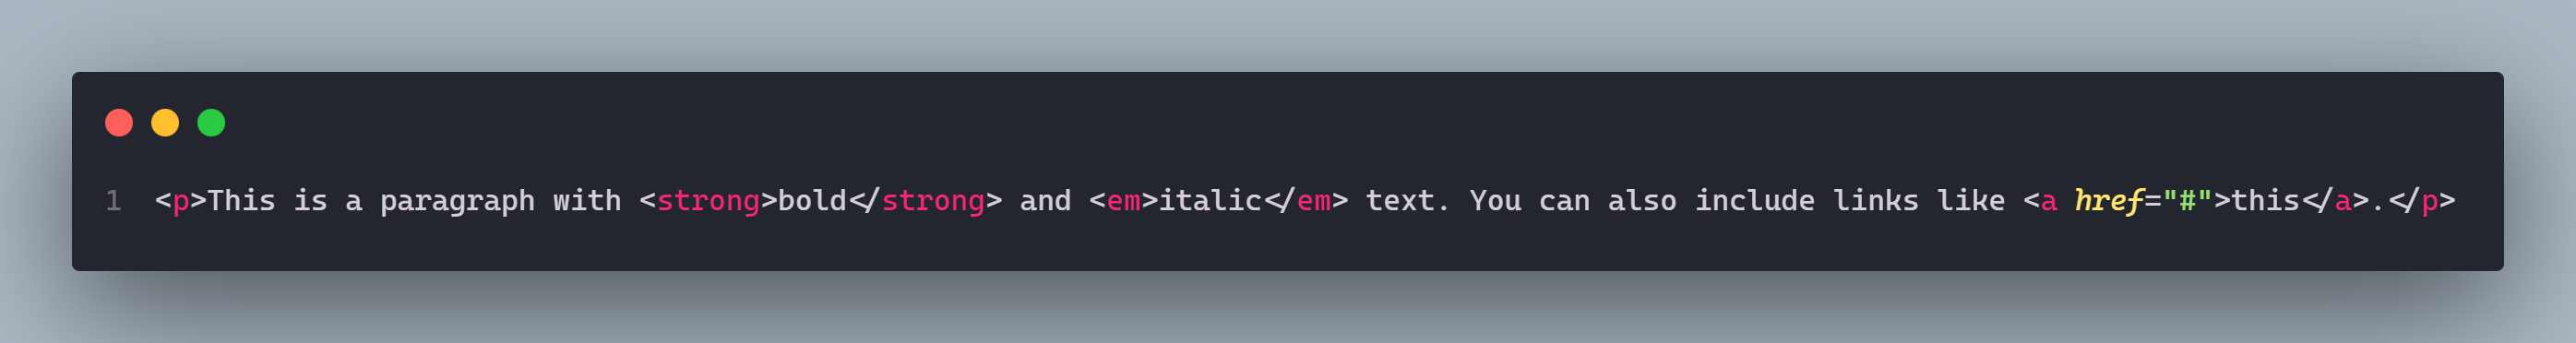 1 <p>This is a paragraph with <strong>bold</strong> and <em>italic</em> text. You can also include links like <a href="#">this</a>.</p>